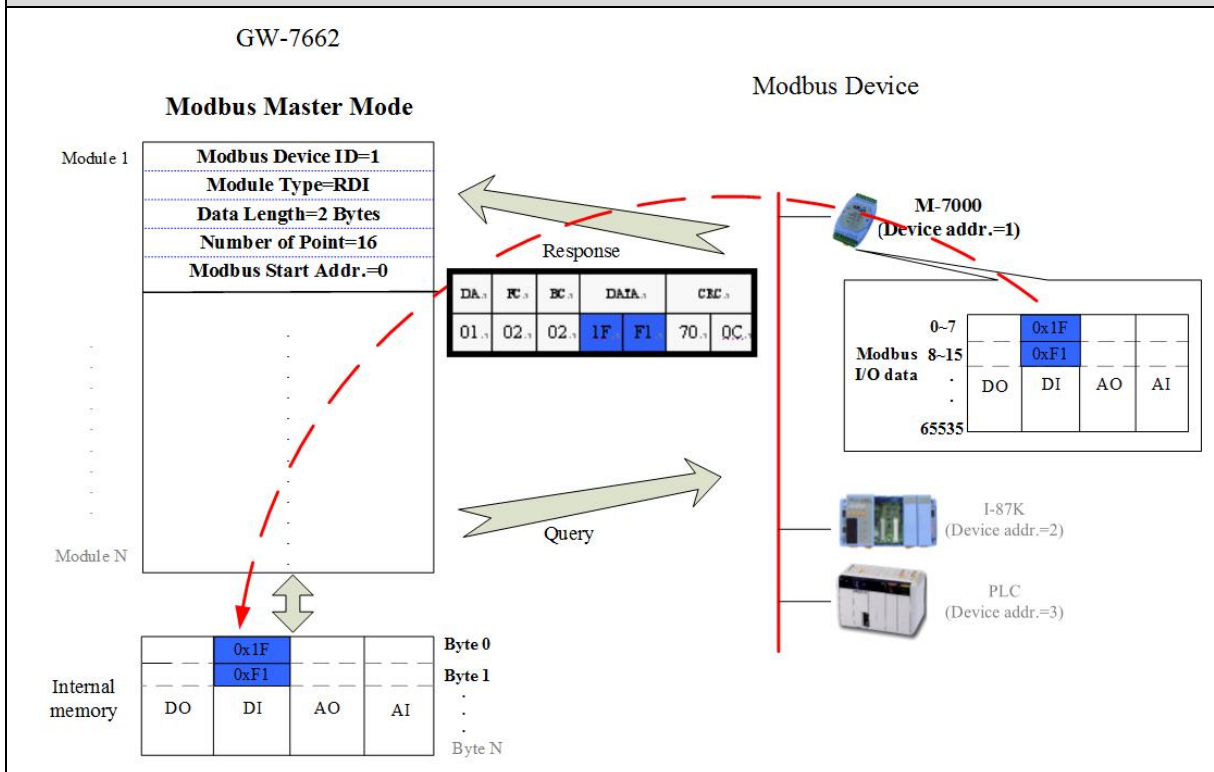 GW-7662
Modbus Device
Modbus Master Mode
Module 1
Modbus Device ID=1
Module Type=RDI
Data Length=2 Bytes
Number of Point=16
Modbus Start Addr.=0
Response
DA FC BC DATA CRC
01 02 02 1F F1 70 0C
M-7000
(Device addr.=1)
0~7 0x1F
8~15 0xF1
Modbus
I/O data
DO DI AO AI
65535
Query
I-87K
(Device addr.=2)
PLC
(Device addr.=3)
Module N
Internal
memory
0x1F Byte 0
0xF1 Byte 1
DO DI AO AI
Byte N